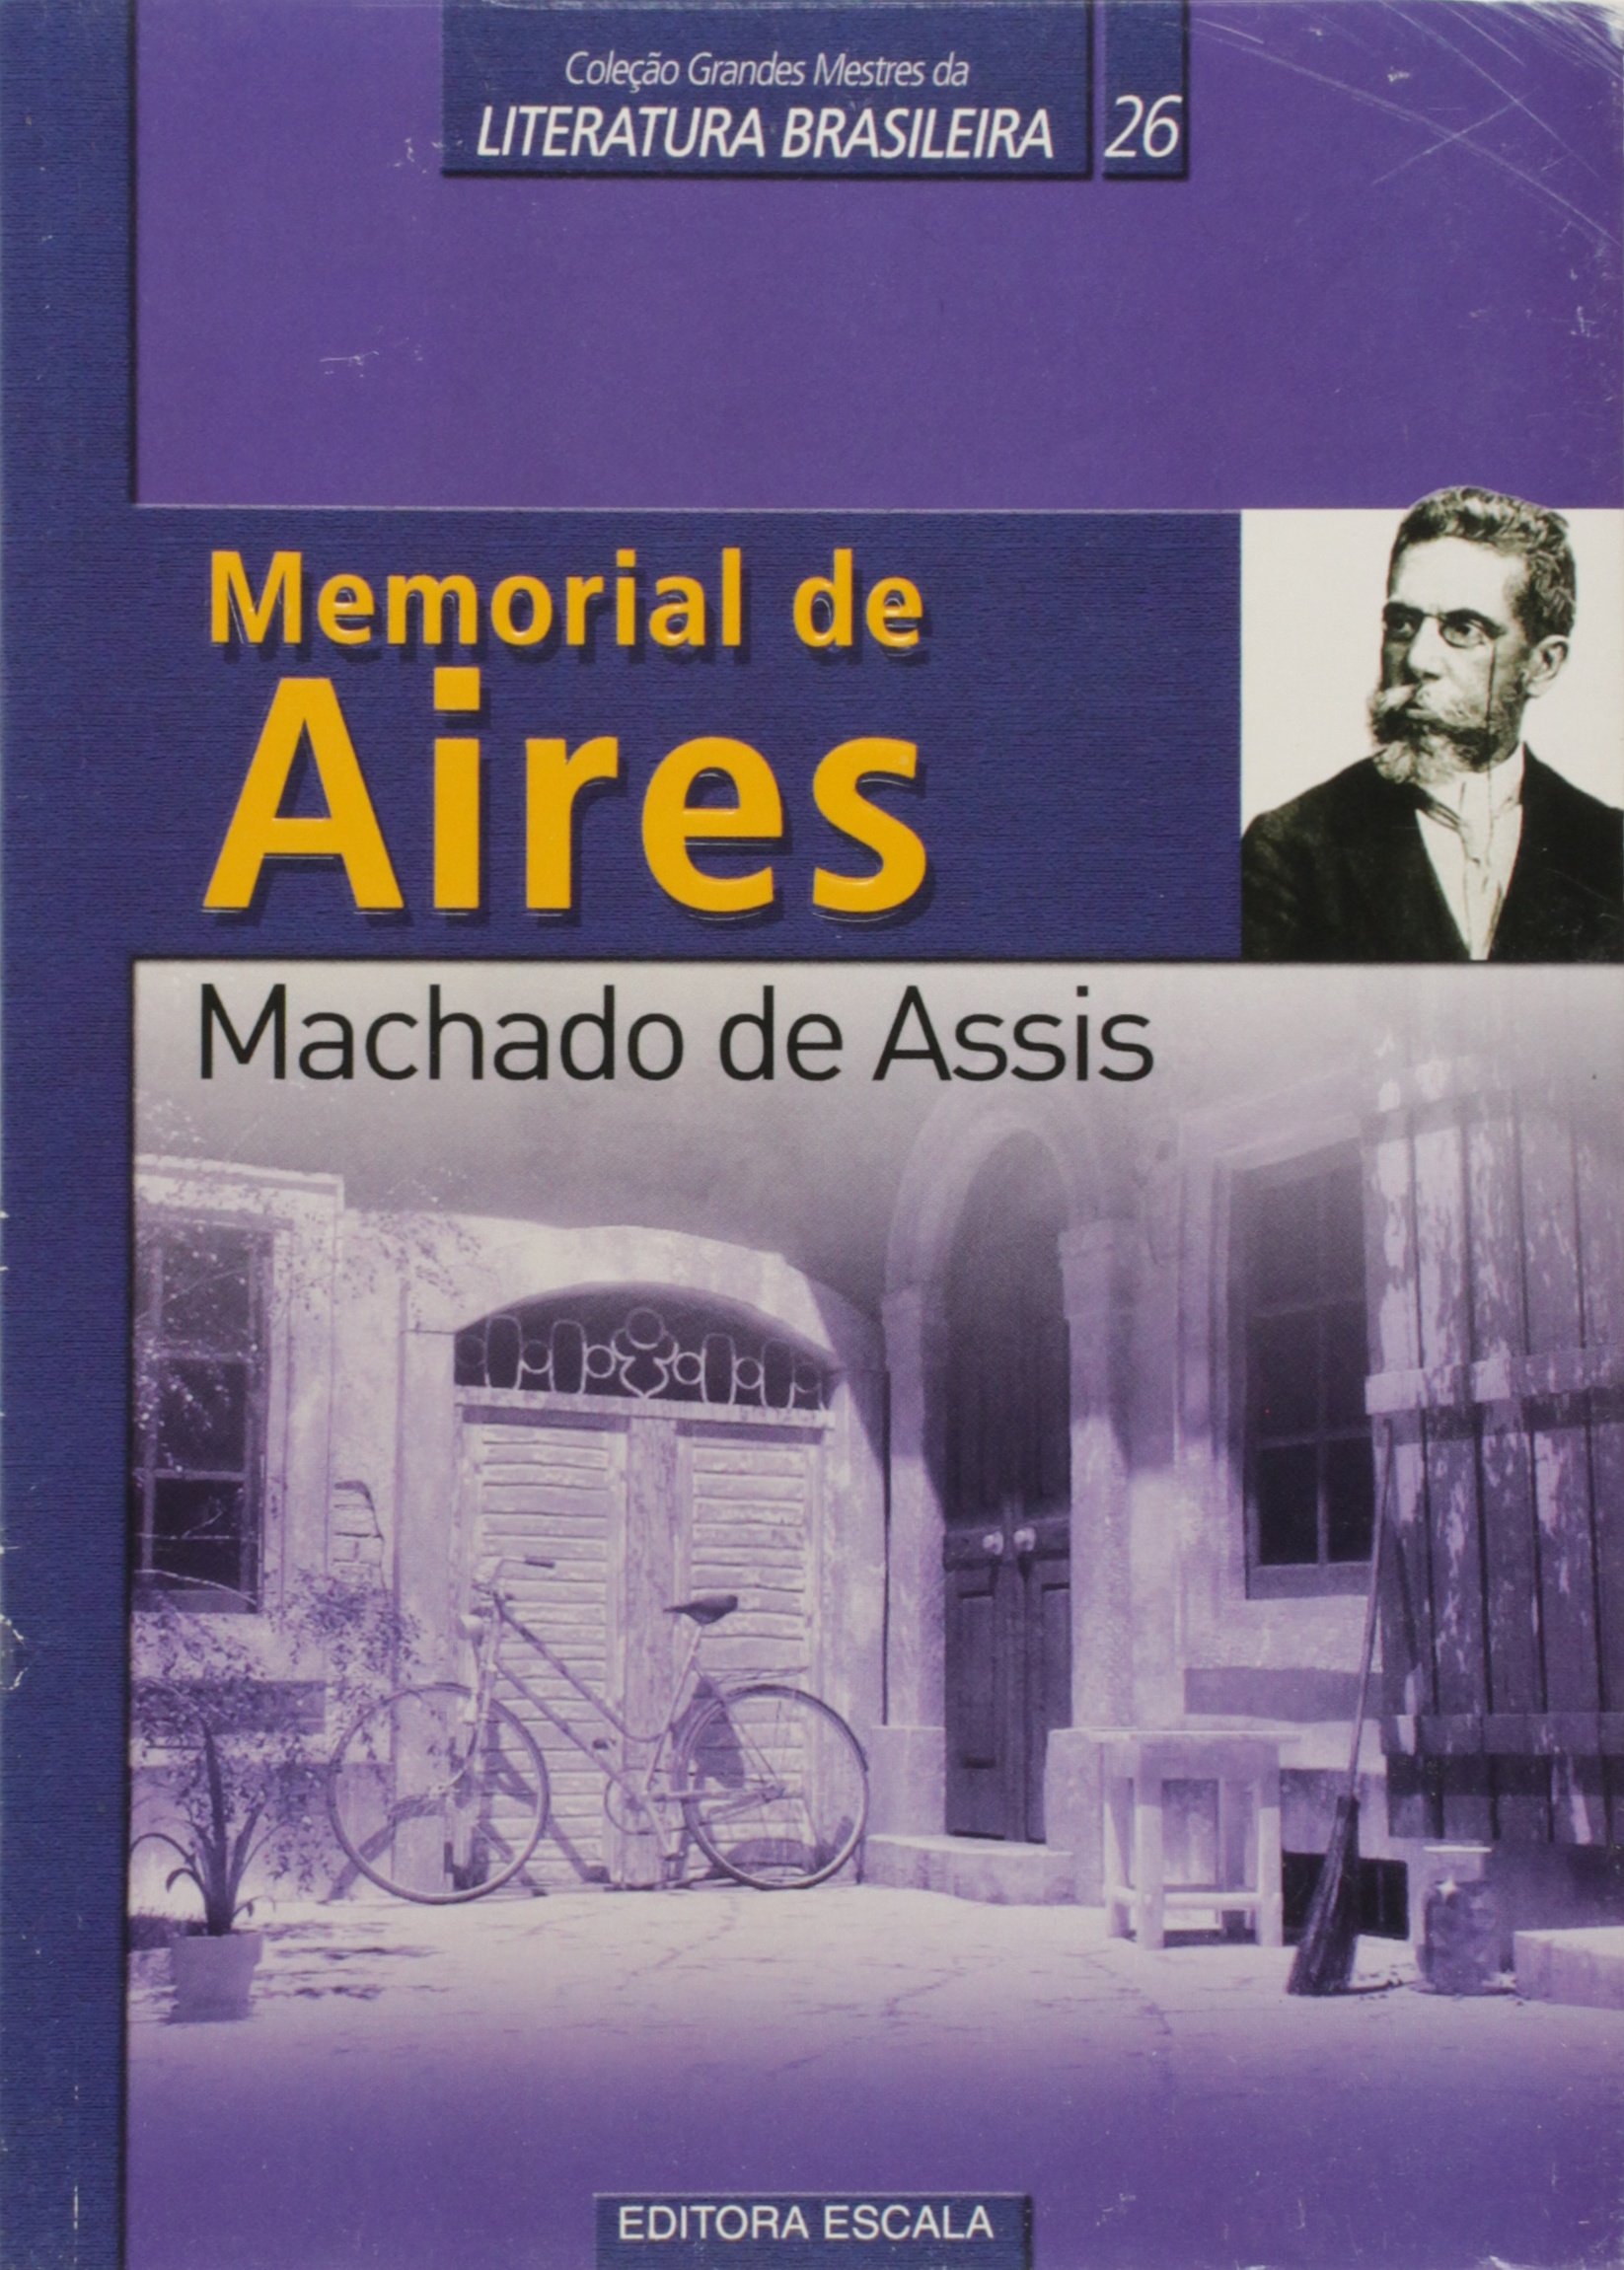 Coleção Grandes Mestres da
LITERATURA BRASILEIRA 26
Memorial de
Aires
Machado de Assis
EDITORA ESCALA